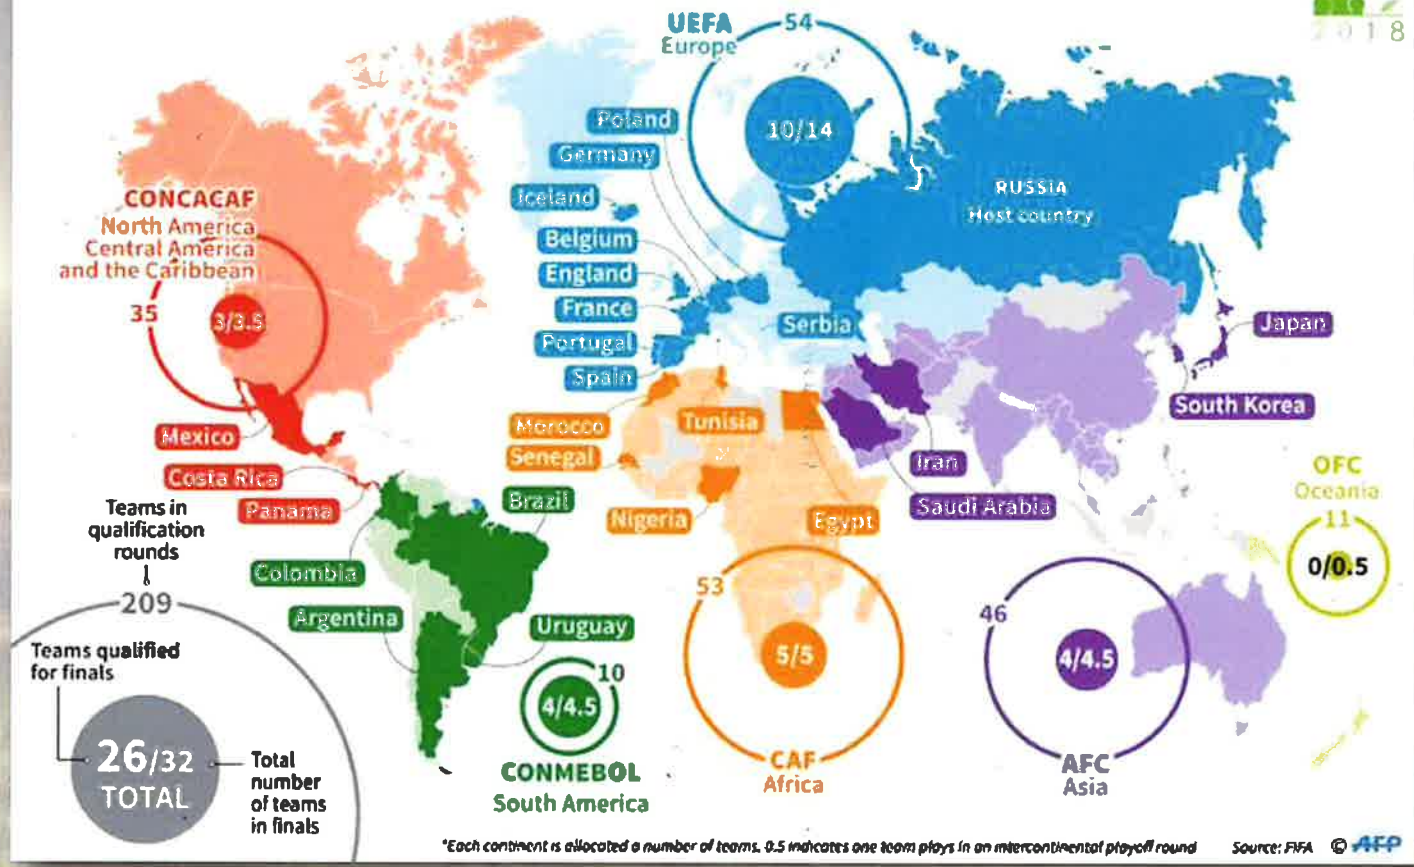 2018
UEFA
Europe
54
10/14
Poland
Germany
Iceland
Belgium
England
France
Portugal
Spain
Serbia
RUSSIA
Host country
CONCACAF
North America
Central America
and the Caribbean
35
3/3.5
Mexico
Costa Rica
Panama
Morocco
Tunisia
Senegal
Nigeria
Egypt
Japan
South Korea
Iran
Saudi Arabia
OFC
Oceania
11
0/0.5
Brazil
Colombia
Argentina
Uruguay
10
4/4.5
CONMEBOL
South America
53
5/5
CAF
Africa
46
4/4.5
AFC
Asia
Teams in
qualification
rounds
209
Teams qualified
for finals
26/32
TOTAL
Total
number
of teams
in finals
*Each continent is allocated a number of teams. 0.5 indicates one team plays in an intercontinental playoff round
Source: FIFA © AFP